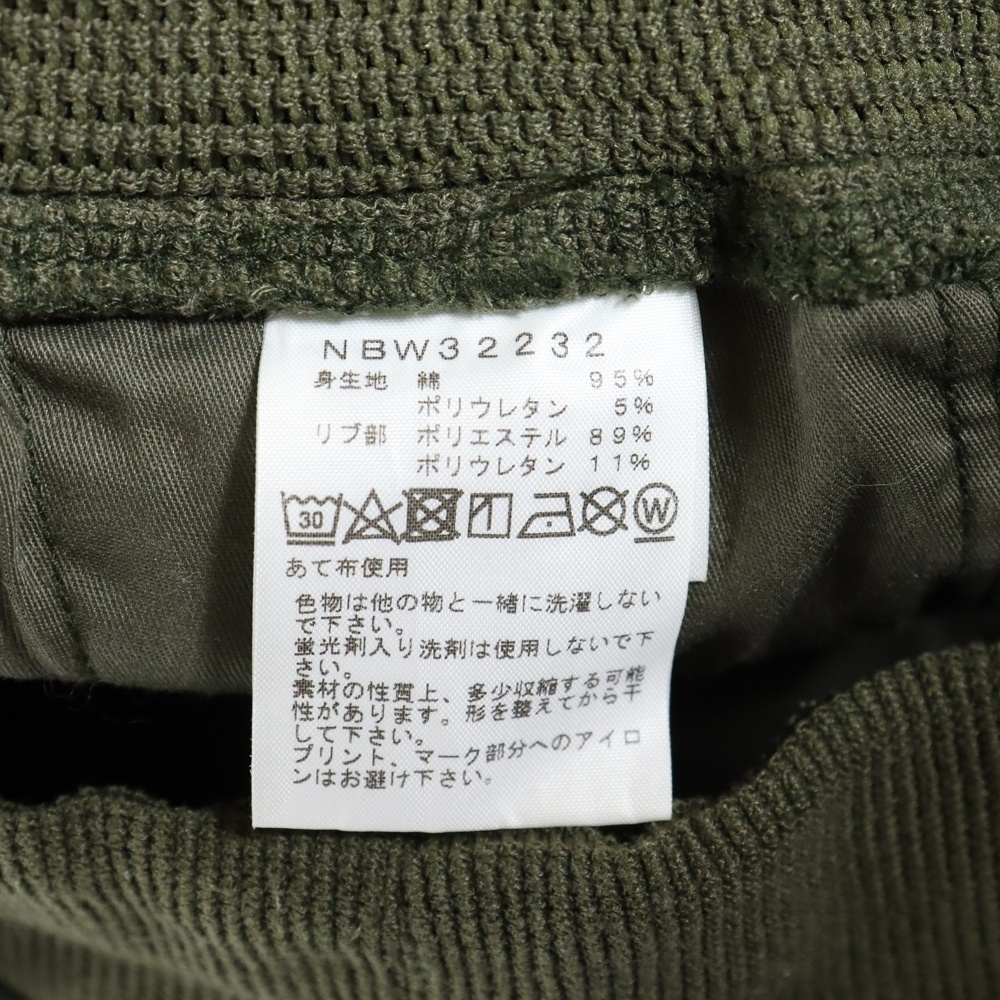 NBW32232
身生地 綿 95%
ポリウレタン 5%
リブ部 ポリエステル 89%
ポリウレタン 11%
30 W
あて布使用
色物は他の物と一緒に洗濯しない
で下さい。
蛍光剤入り洗剤は使用しないで下
さい。
素材の性質上、多少収縮する可能
性があります。形を整えてから干
して下さい。
プリント、マーク部分へのアイロ
ンはお避け下さい。